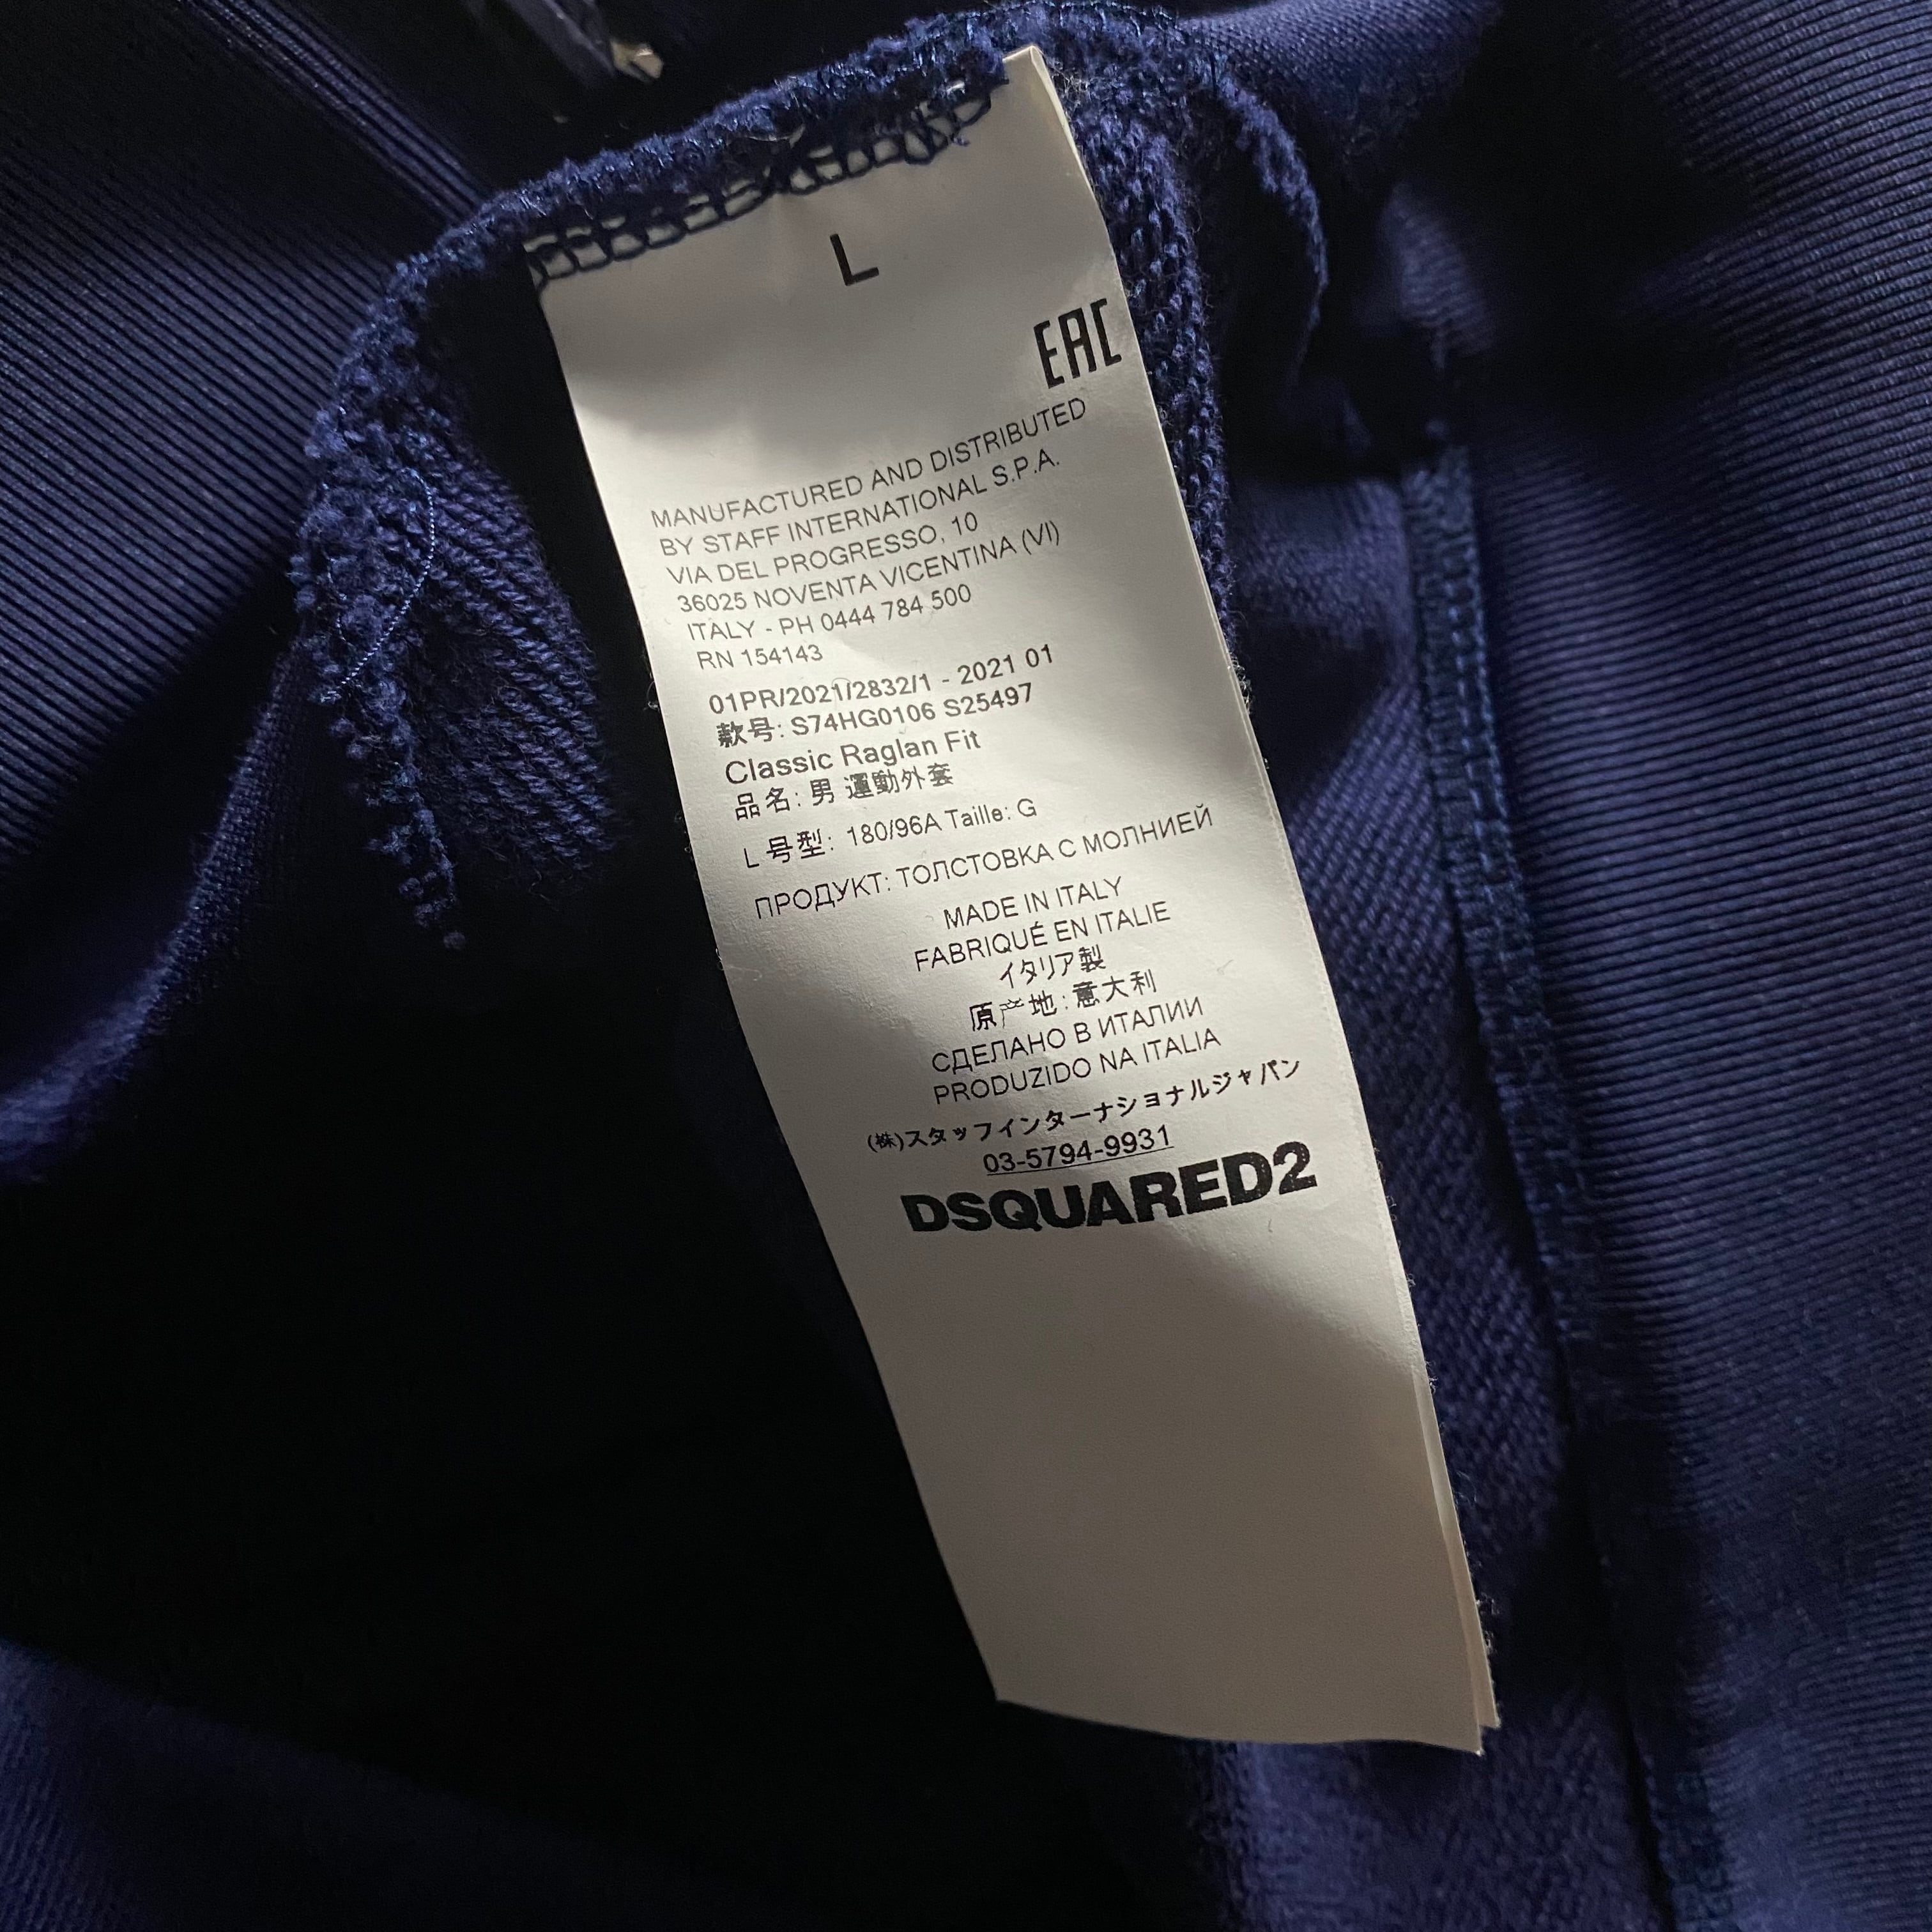 L
EAC
MANUFACTURED AND DISTRIBUTED
BY STAFF INTERNATIONAL S.P.A.
VIA DEL PROGRESSO, 10
36025 NOVENTA VICENTINA (VI)
ITALY - PH 0444 784 500
RN 154143
01PR/2021/2832/1 - 2021 01
款号: S74HG0106 S25497
Classic Raglan Fit
品名: 男 運動外套
L 号型: 180/96A Taille: G
ПРОДУКТ: ТОЛСТОВКА С МОЛНИЕЙ
MADE IN ITALY
FABRIQUÉ EN ITALIE
イタリア製
原产地: 意大利
СДЕЛАНО В ИТАЛИИ
PRODUZIDO NA ITALIA
(株)スタッフインターナショナルジャパン
03-5794-9931
DSQUARED2